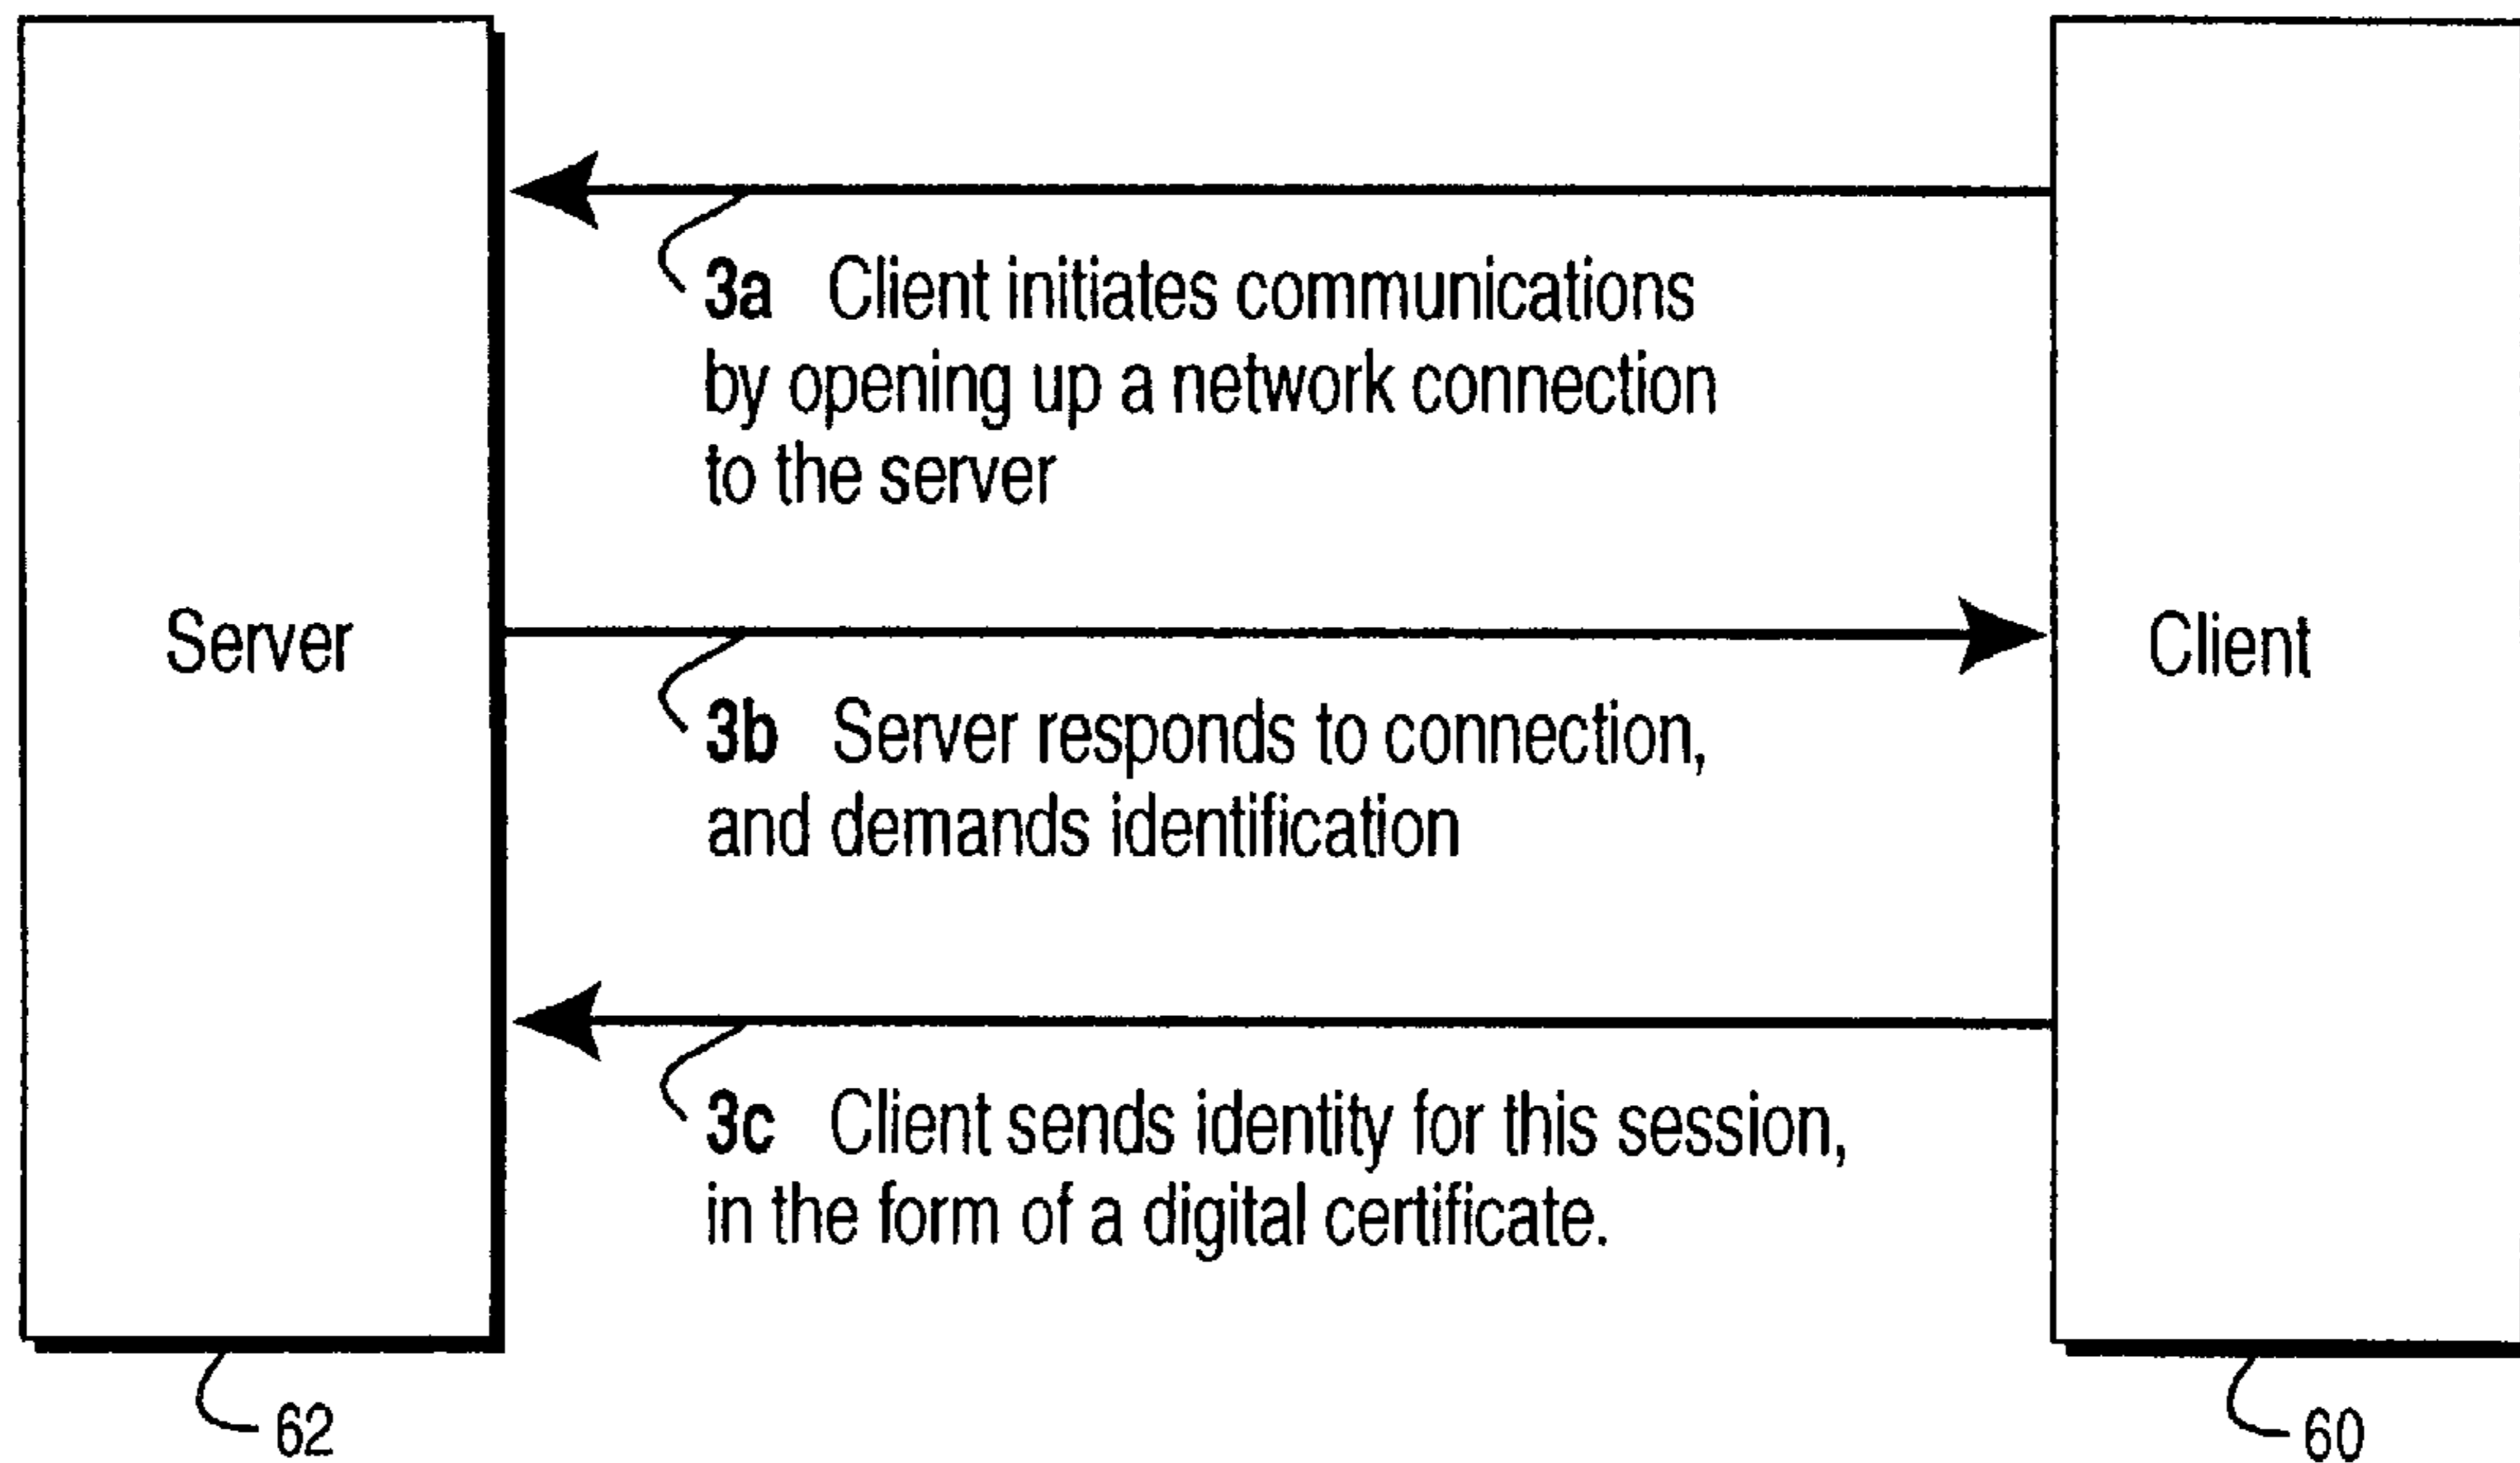 3a Client initiates communications
by opening up a network connection
to the server
Server
Client
3b Server responds to connection,
and demands identification
3c Client sends identity for this session,
in the form of a digital certificate.
62
60